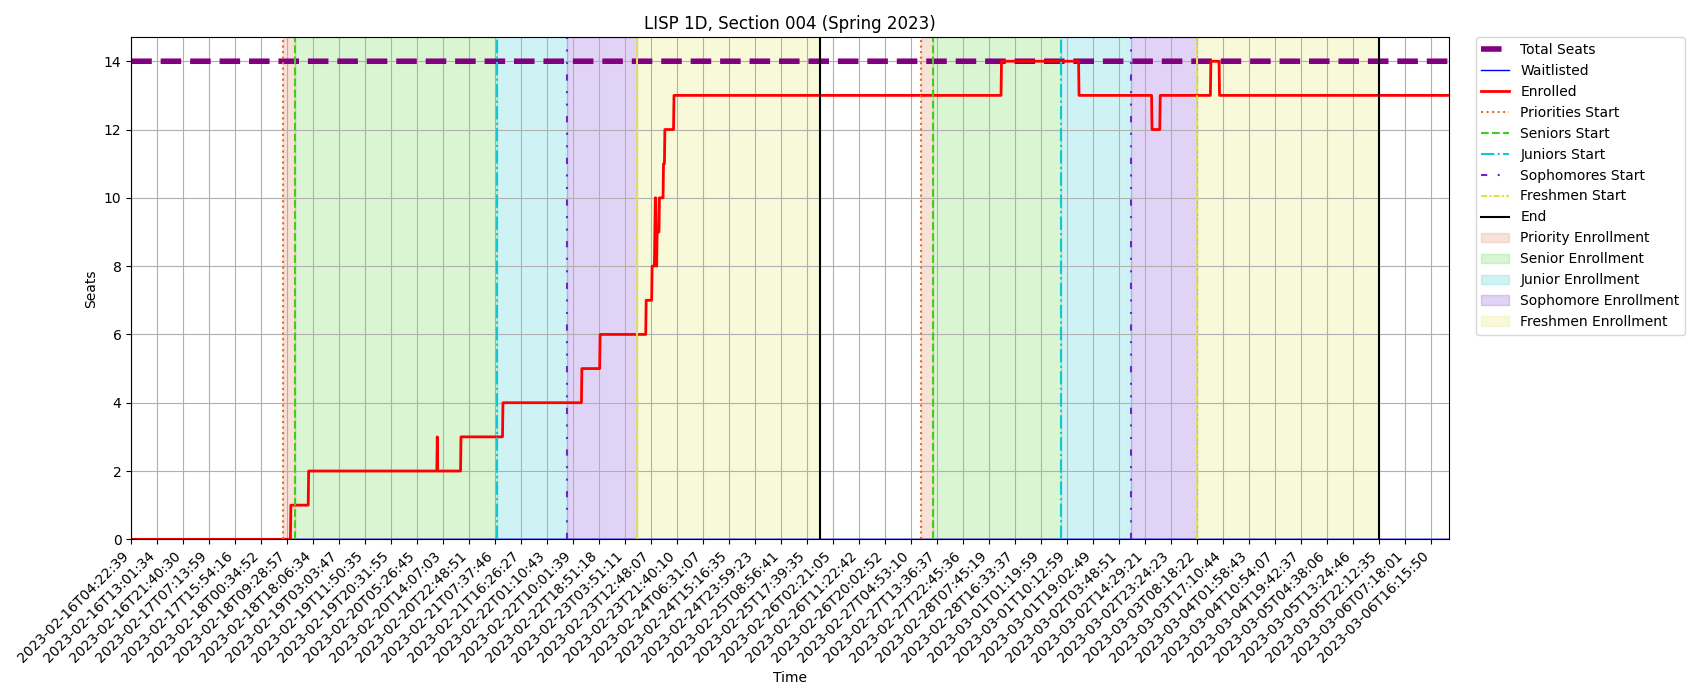 LISP 1D, Section 004 (Spring 2023)
Seats
14
12
10
8
6
4
2
0
2023-02-16T04:22:39
2023-02-16T13:01:34
2023-02-16T21:40:30
2023-02-17T07:13:59
2023-02-17T15:54:16
2023-02-18T00:34:52
2023-02-18T09:28:57
2023-02-18T18:06:34
2023-02-19T03:03:47
2023-02-19T11:50:35
2023-02-19T20:31:55
2023-02-20T05:26:45
2023-02-20T14:07:03
2023-02-20T22:48:51
2023-02-21T07:37:46
2023-02-21T16:26:27
2023-02-22T01:10:43
2023-02-22T10:01:39
2023-02-22T18:51:18
2023-02-23T03:51:11
2023-02-23T12:48:07
2023-02-23T21:40:10
2023-02-24T06:31:07
2023-02-24T15:16:35
2023-02-24T23:59:23
2023-02-25T08:56:41
2023-02-25T17:39:35
2023-02-26T02:21:05
2023-02-26T11:22:42
2023-02-26T20:02:52
2023-02-27T04:53:10
2023-02-27T13:36:37
2023-02-27T22:45:36
2023-02-28T07:45:19
2023-02-28T16:33:37
2023-03-01T01:19:59
2023-03-01T10:12:59
2023-03-01T19:02:49
2023-03-02T03:48:51
2023-03-02T14:29:21
2023-03-02T23:24:23
2023-03-03T08:18:22
2023-03-03T17:10:44
2023-03-04T01:58:43
2023-03-04T10:54:07
2023-03-04T19:42:37
2023-03-05T04:38:06
2023-03-05T13:24:46
2023-03-05T22:12:35
2023-03-06T07:18:01
2023-03-06T16:15:50
Time
Total Seats
Waitlisted
Enrolled
Priorities Start
Seniors Start
Juniors Start
Sophomores Start
Freshmen Start
End
Priority Enrollment
Senior Enrollment
Junior Enrollment
Sophomore Enrollment
Freshmen Enrollment